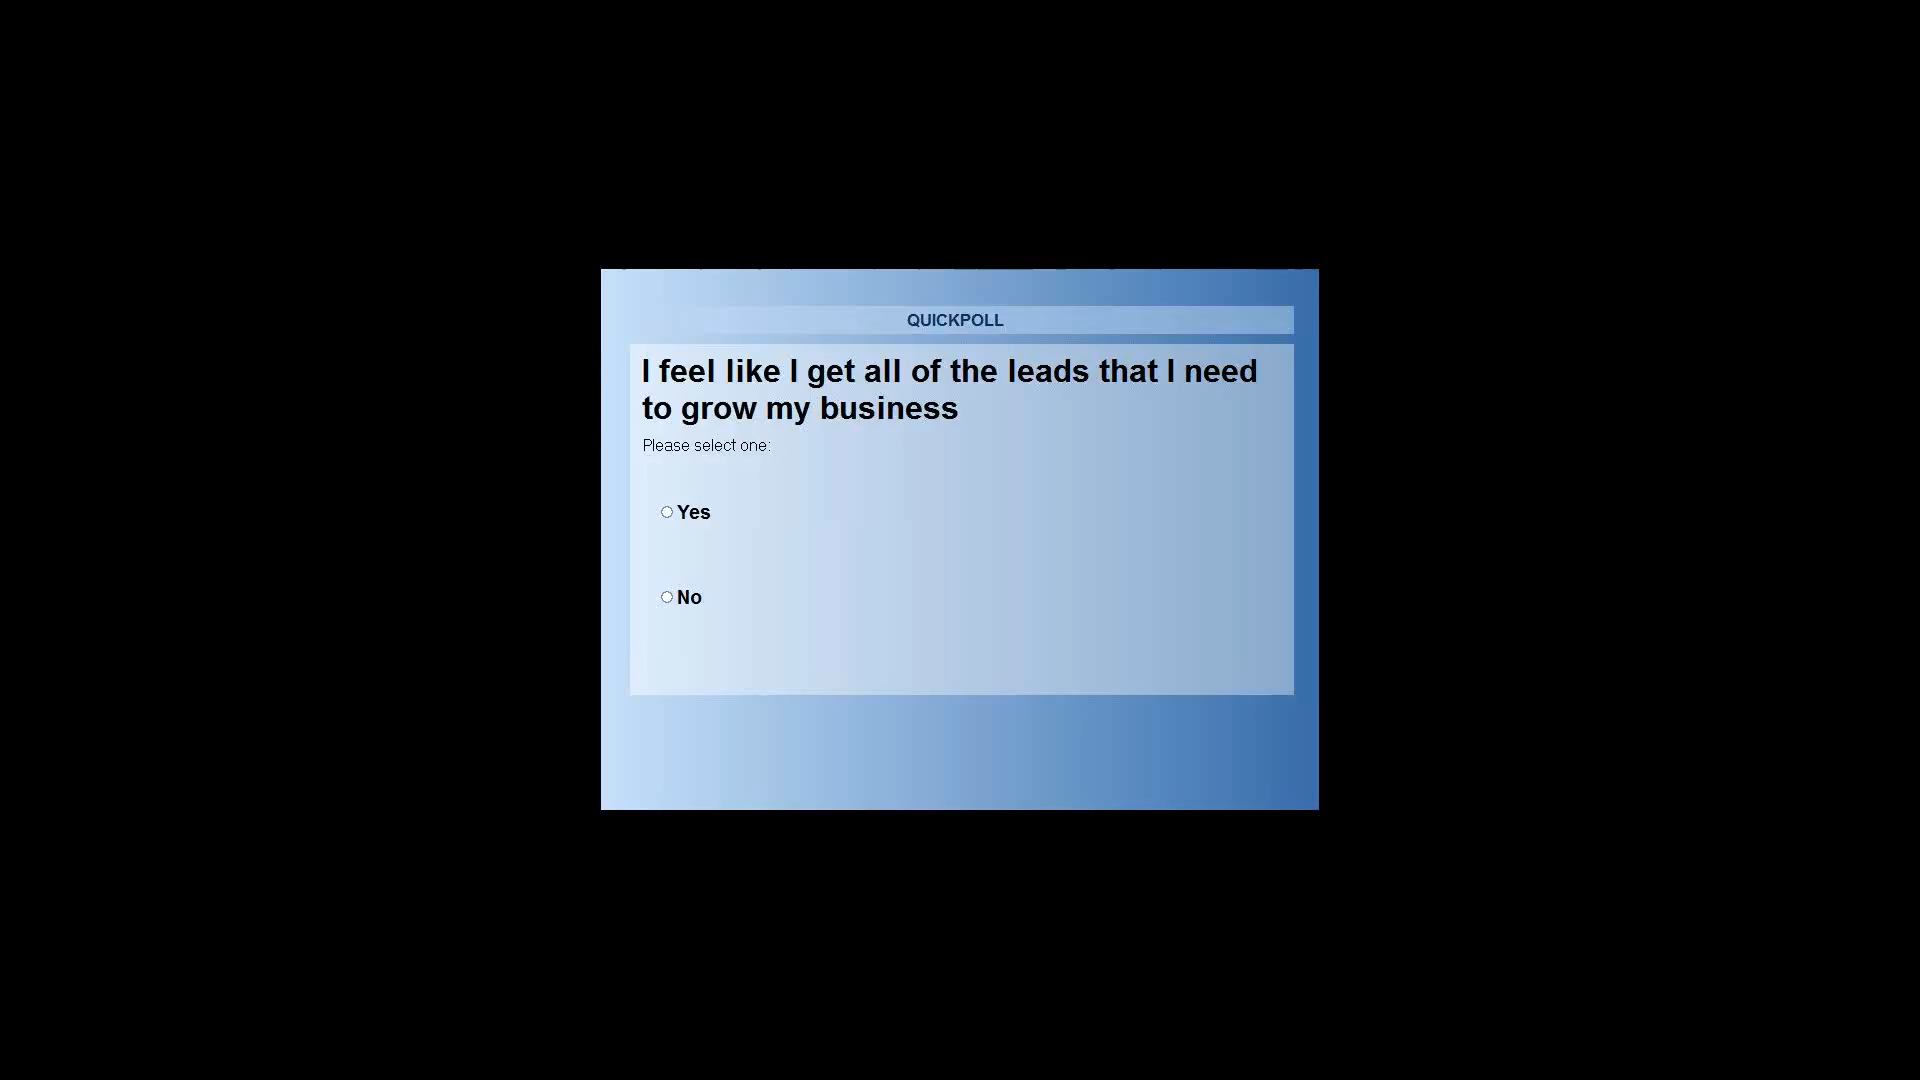 QUICKPOLL
I feel like I get all of the leads that I need
to grow my business
Please select one:
Yes
No